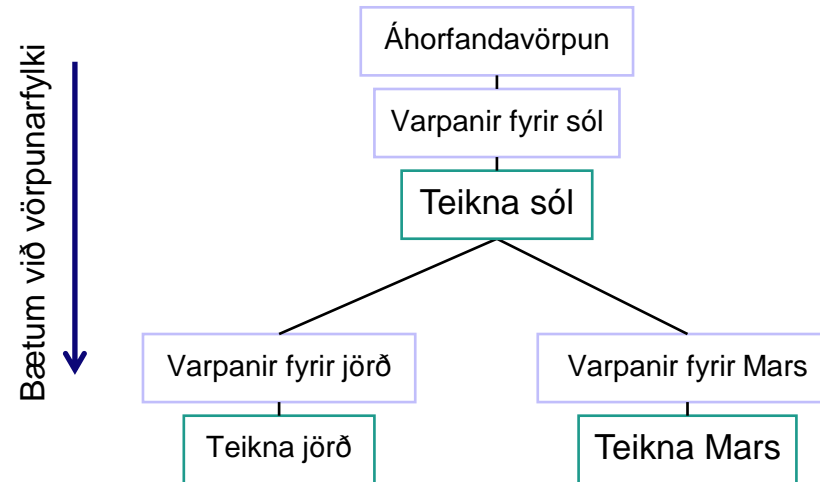 Bætum við vörpunarfylki
Áhorfandavörpun
Varpanir fyrir sól
Teikna sól
Varpanir fyrir jörð
Varpanir fyrir Mars
Teikna jörð
Teikna Mars